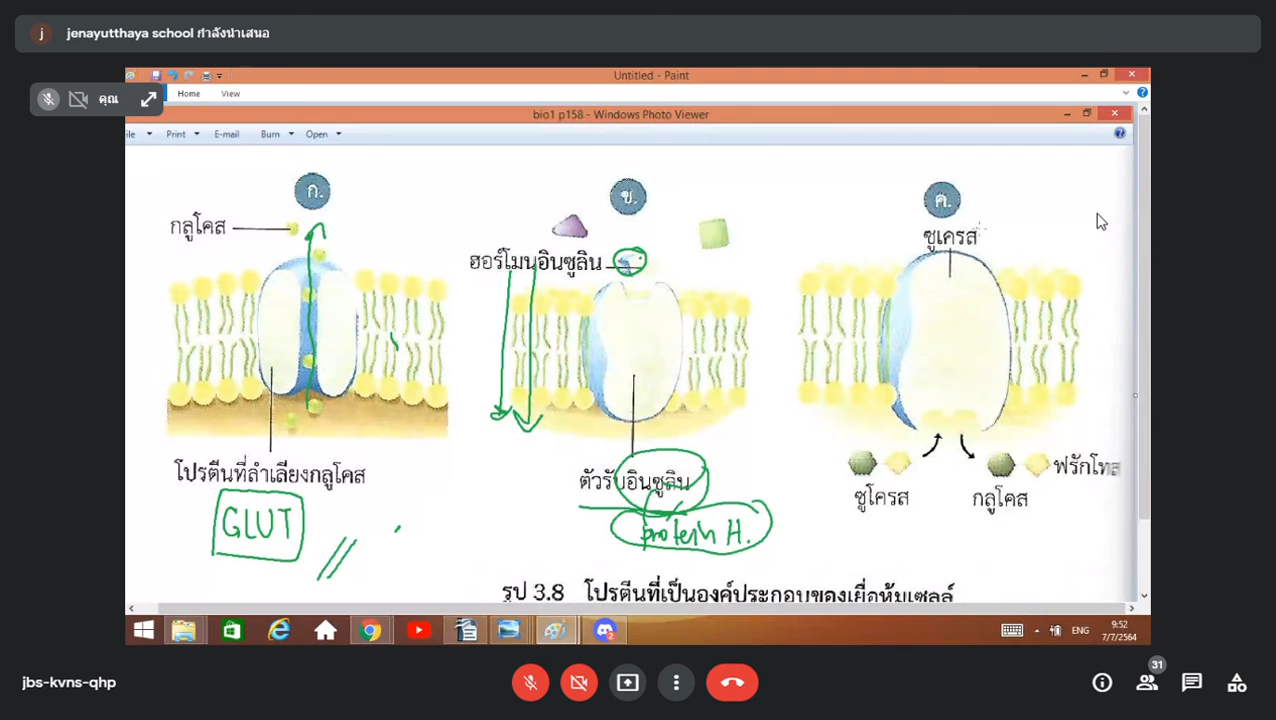 j jenayutthaya school กำลังนำเสนอ
Untitled - Paint
คุณ
Home View
bio1 p158 - Windows Photo Viewer
ile Print E-mail Burn Open
ก.
ข.
ค.
กลูโคส
ซูเครส
ฮอร์โมนอินซูลิน
โปรตีนที่ลำเลียงกลูโคส
ตัวรับอินซูลิน
ฟรักโทส
ซูโครส
กลูโคส
GLUT
protein H.
รูป 3.8 โปรตีนที่เป็นองค์ประกอบของเยื่อหุ้มเซลล์
ENG
9:52
7/7/2564
2
jbs-kvns-qhp
31